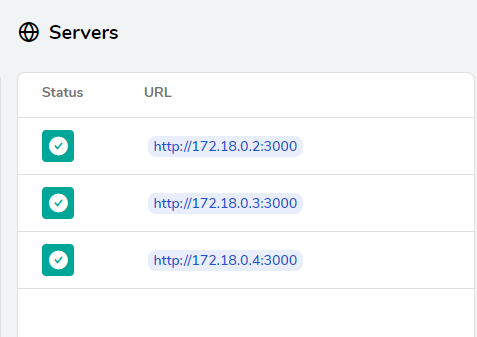 Servers
Status URL
http://172.18.0.2:3000
http://172.18.0.3:3000
http://172.18.0.4:3000